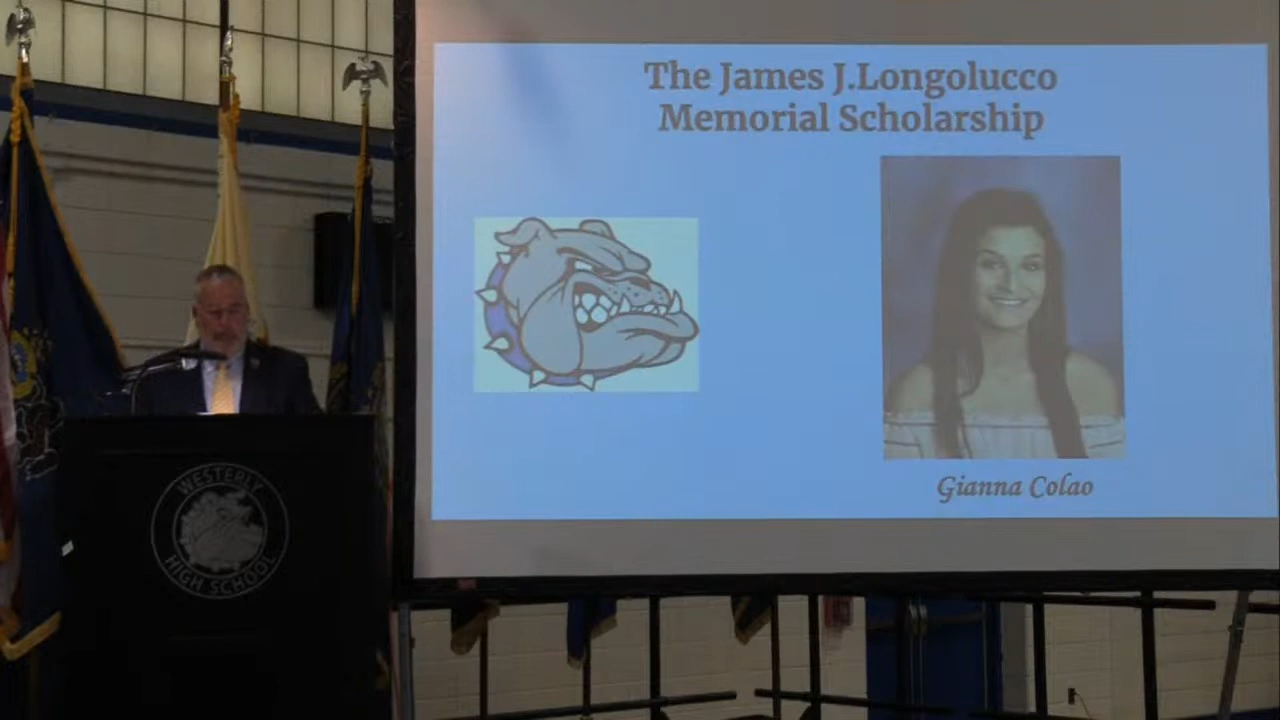 The James J.Longolucco
Memorial Scholarship
Gianna Colao
WESTERLY
HIGH SCHOOL